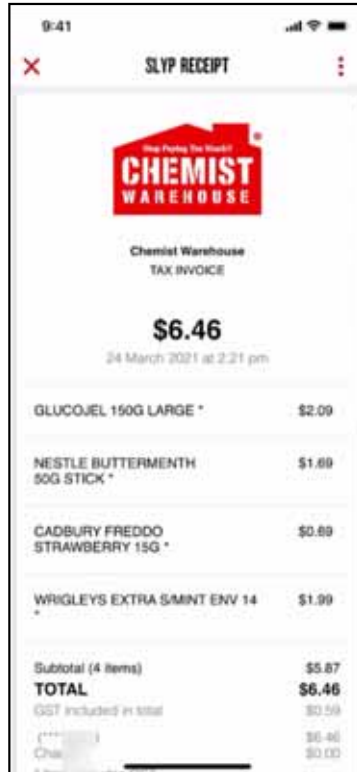 9:41
SLYP RECEIPT
Stop Paying Too Much!
CHEMIST
WAREHOUSE
Chemist Warehouse
TAX INVOICE
$6.46
24 March 2021 at 2:21 pm
GLUCOJEL 150G LARGE * $2.09
NESTLE BUTTERMENTH $1.69
50G STICK *
CADBURY FREDDO $0.69
STRAWBERRY 15G *
WRIGLEYS EXTRA S/MINT ENV 14 $1.99
*
Subtotal (4 items) $5.87
TOTAL $6.46
GST included in total $0.59
$6.46
$0.00